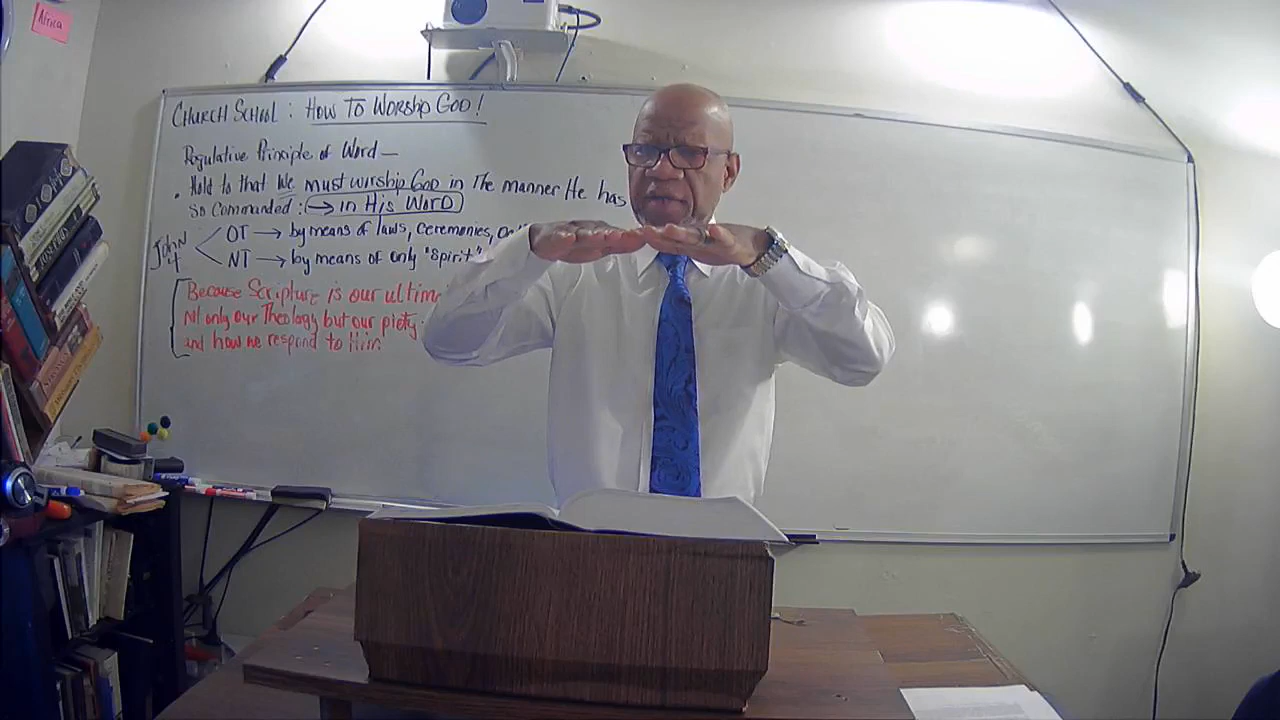 Africa
CHURCH SCHOOL : HOW TO WORSHIP GOD!
Regulative Principle of Word —
• Hold to that We must worship God in The manner He has
So Commanded : → in His WORD
JOHN 4
OT → by means of laws, ceremonies,
NT → by means of only "Spirit"
Because Scripture is our
Nt only our Theology but our piety
and how we respond to Him